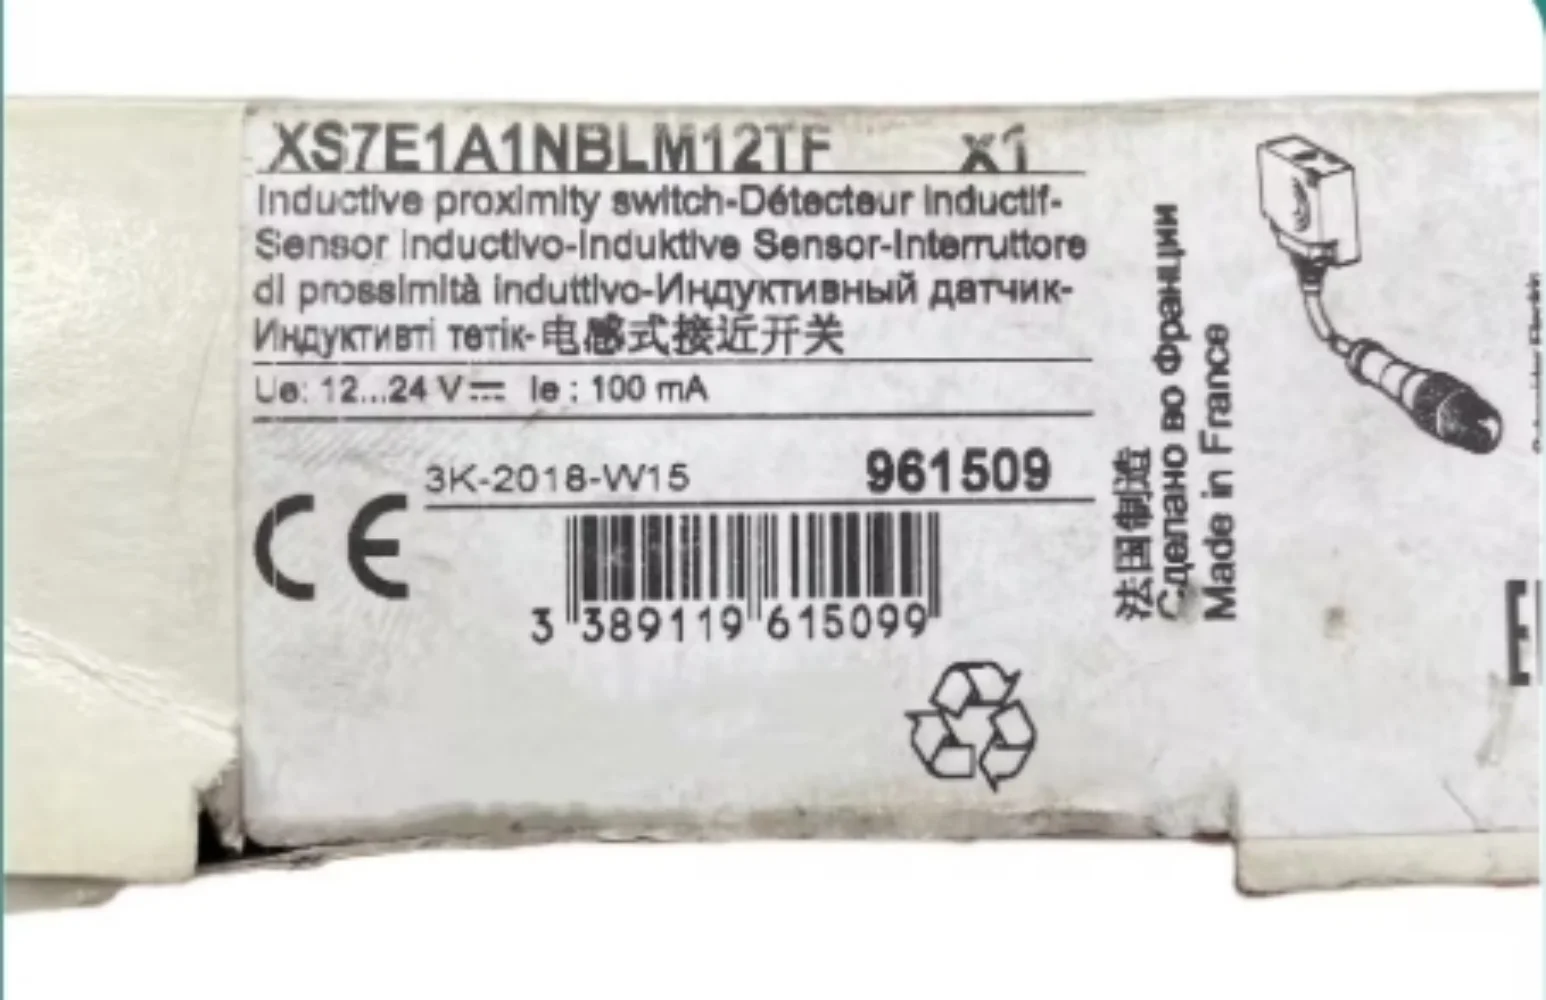 XS7E1A1NBLM12TF X1
Inductive proximity switch-Détecteur inductif-
Sensor inductivo-Induktive Sensor-Interruttore
di prossimità induttivo-Индуктивный датчик-
Индуктивті тетік-电感式接近开关
Ue: 12...24 V⎓ Ie : 100 mA
3K-2018-W15 961509
CE
3 389119 615099
法国制造
Сделано во Франции
Made in France